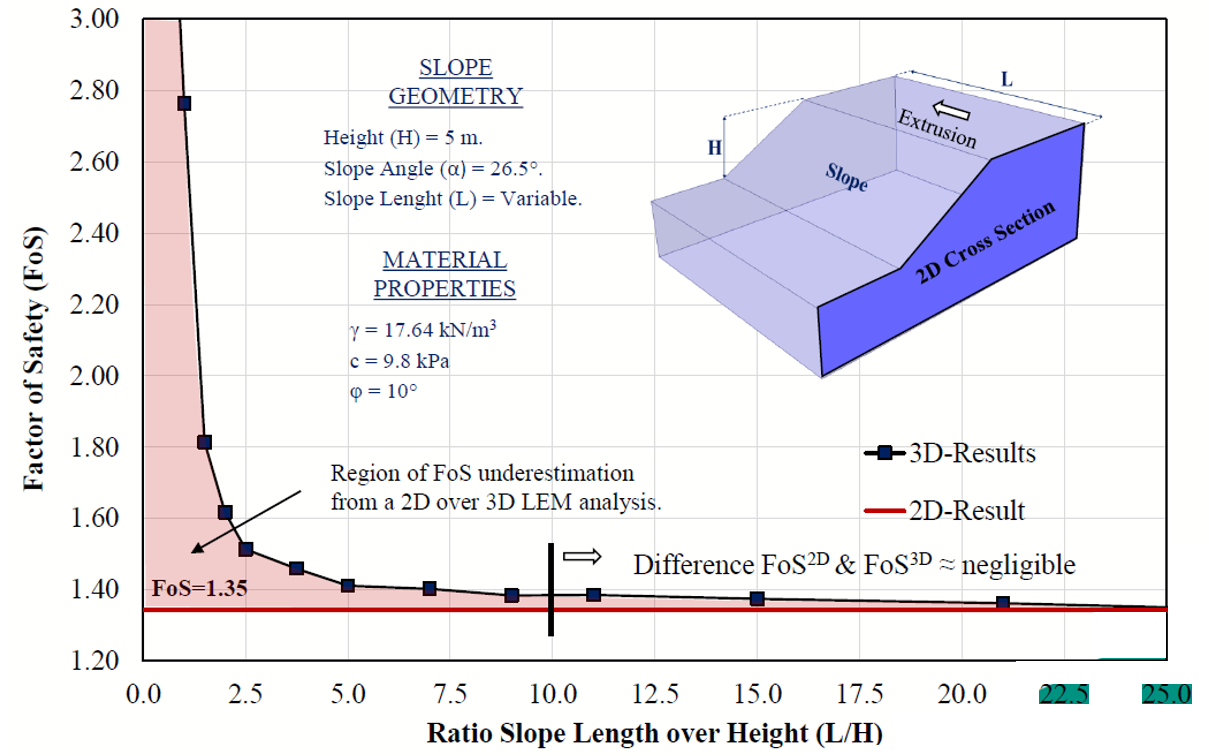 3.00
2.80
2.60
2.40
2.20
2.00
1.80
1.60
1.40
1.20
Factor of Safety (FoS)
SLOPE
GEOMETRY
Height (H) = 5 m.
Slope Angle (α) = 26.5°.
Slope Lenght (L) = Variable.
MATERIAL
PROPERTIES
γ = 17.64 kN/m³
c = 9.8 kPa
φ = 10°
L
Extrusion
H
Slope
2D Cross Section
3D-Results
2D-Result
Region of FoS underestimation
from a 2D over 3D LEM analysis.
Difference FoS²ᴰ & FoS³ᴰ ≈ negligible
FoS=1.35
0.0 2.5 5.0 7.5 10.0 12.5 15.0 17.5 20.0 22.5 25.0
Ratio Slope Length over Height (L/H)